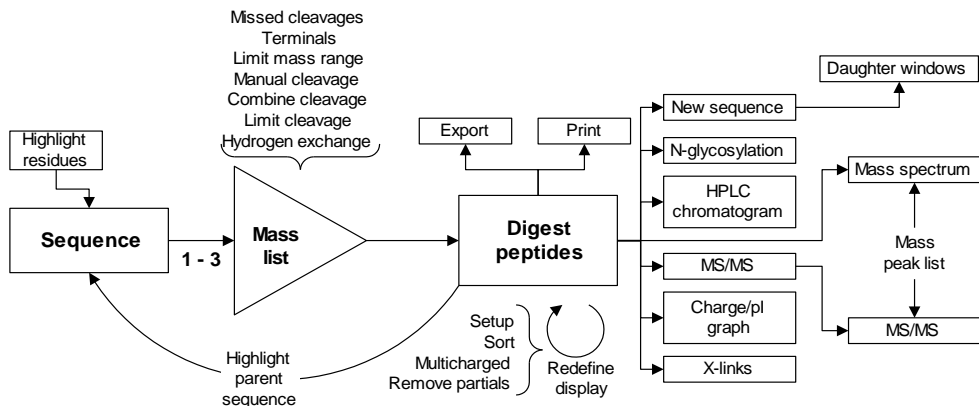 Missed cleavages
Terminals
Limit mass range
Manual cleavage
Combine cleavage
Limit cleavage
Hydrogen exchange
Highlight
residues
Sequence
1 - 3
Mass
list
Export
Print
Digest
peptides
Highlight
parent
sequence
Setup
Sort
Multicharged
Remove partials
Redefine
display
New sequence
Daughter windows
N-glycosylation
HPLC
chromatogram
Mass spectrum
MS/MS
Mass
peak list
Charge/pI
graph
MS/MS
X-links